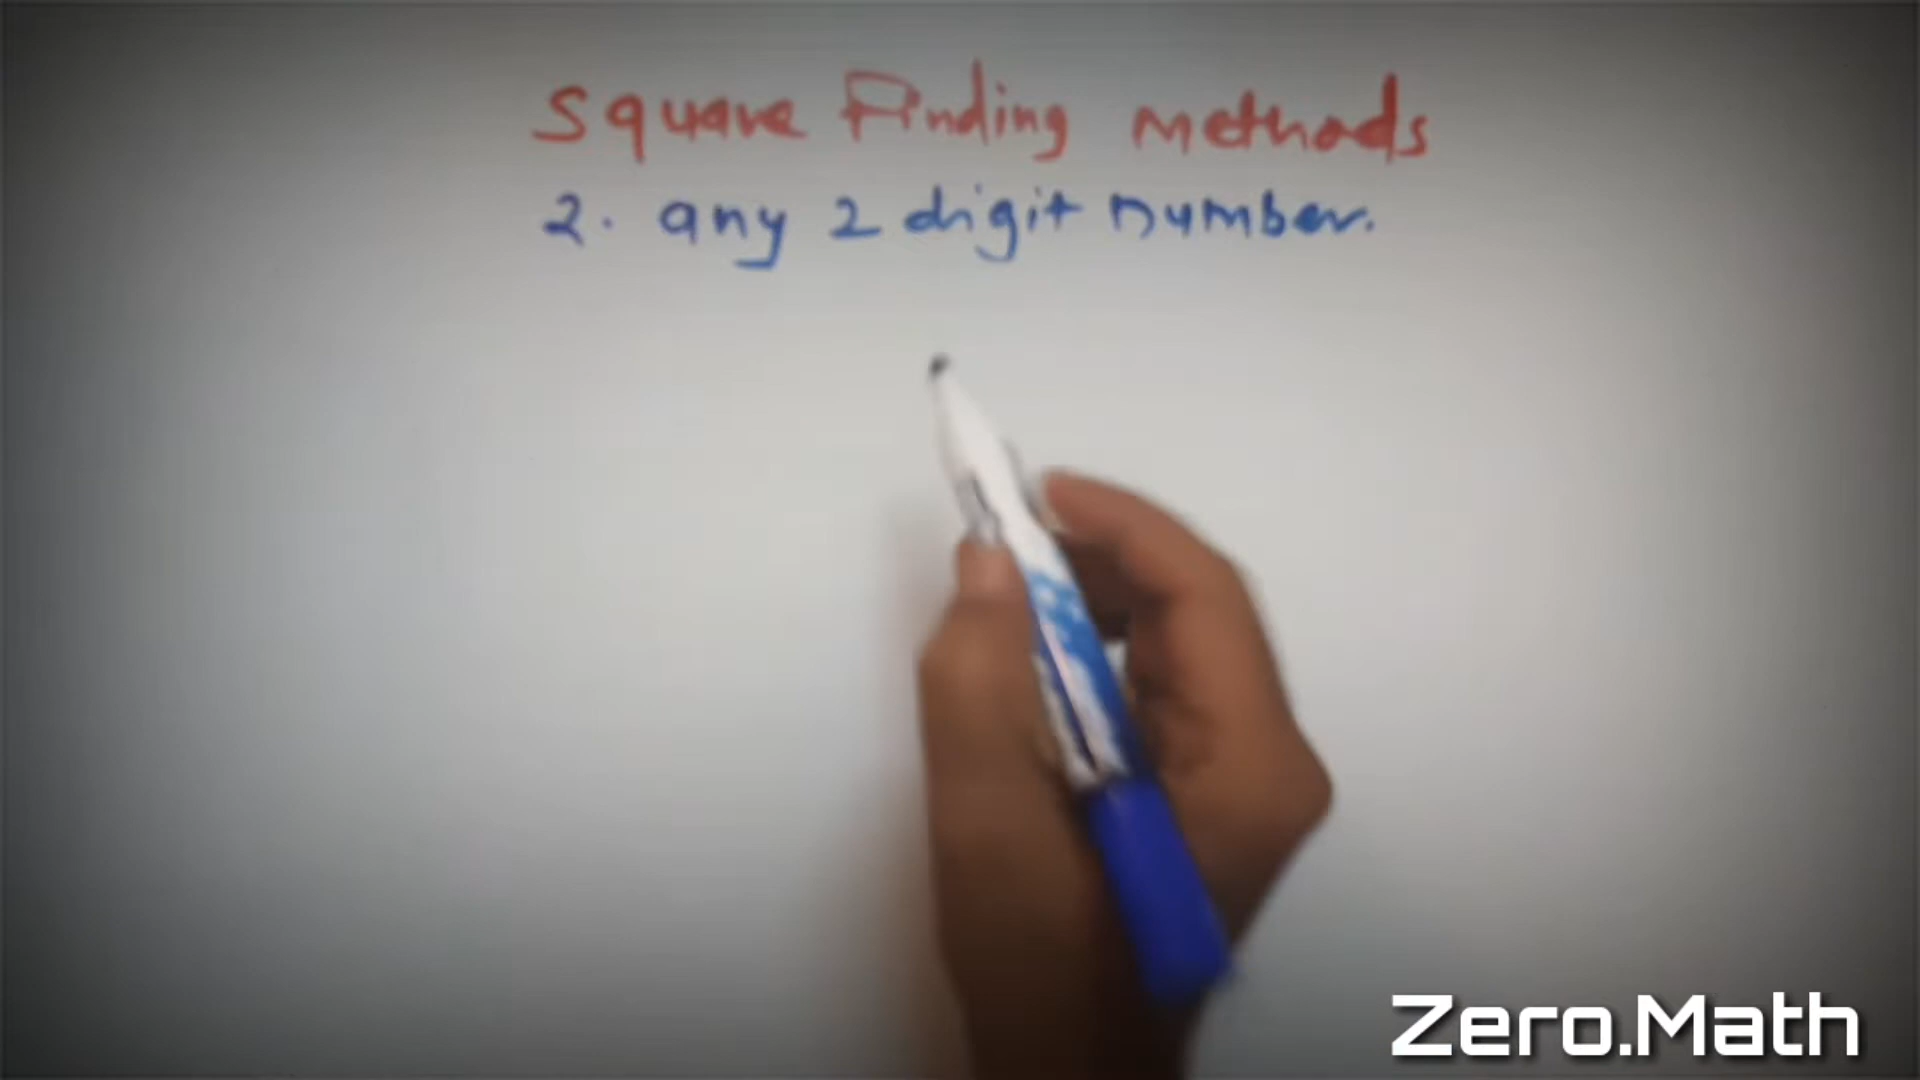 Square Finding methods
2. any 2 digit number.
Zero.Math